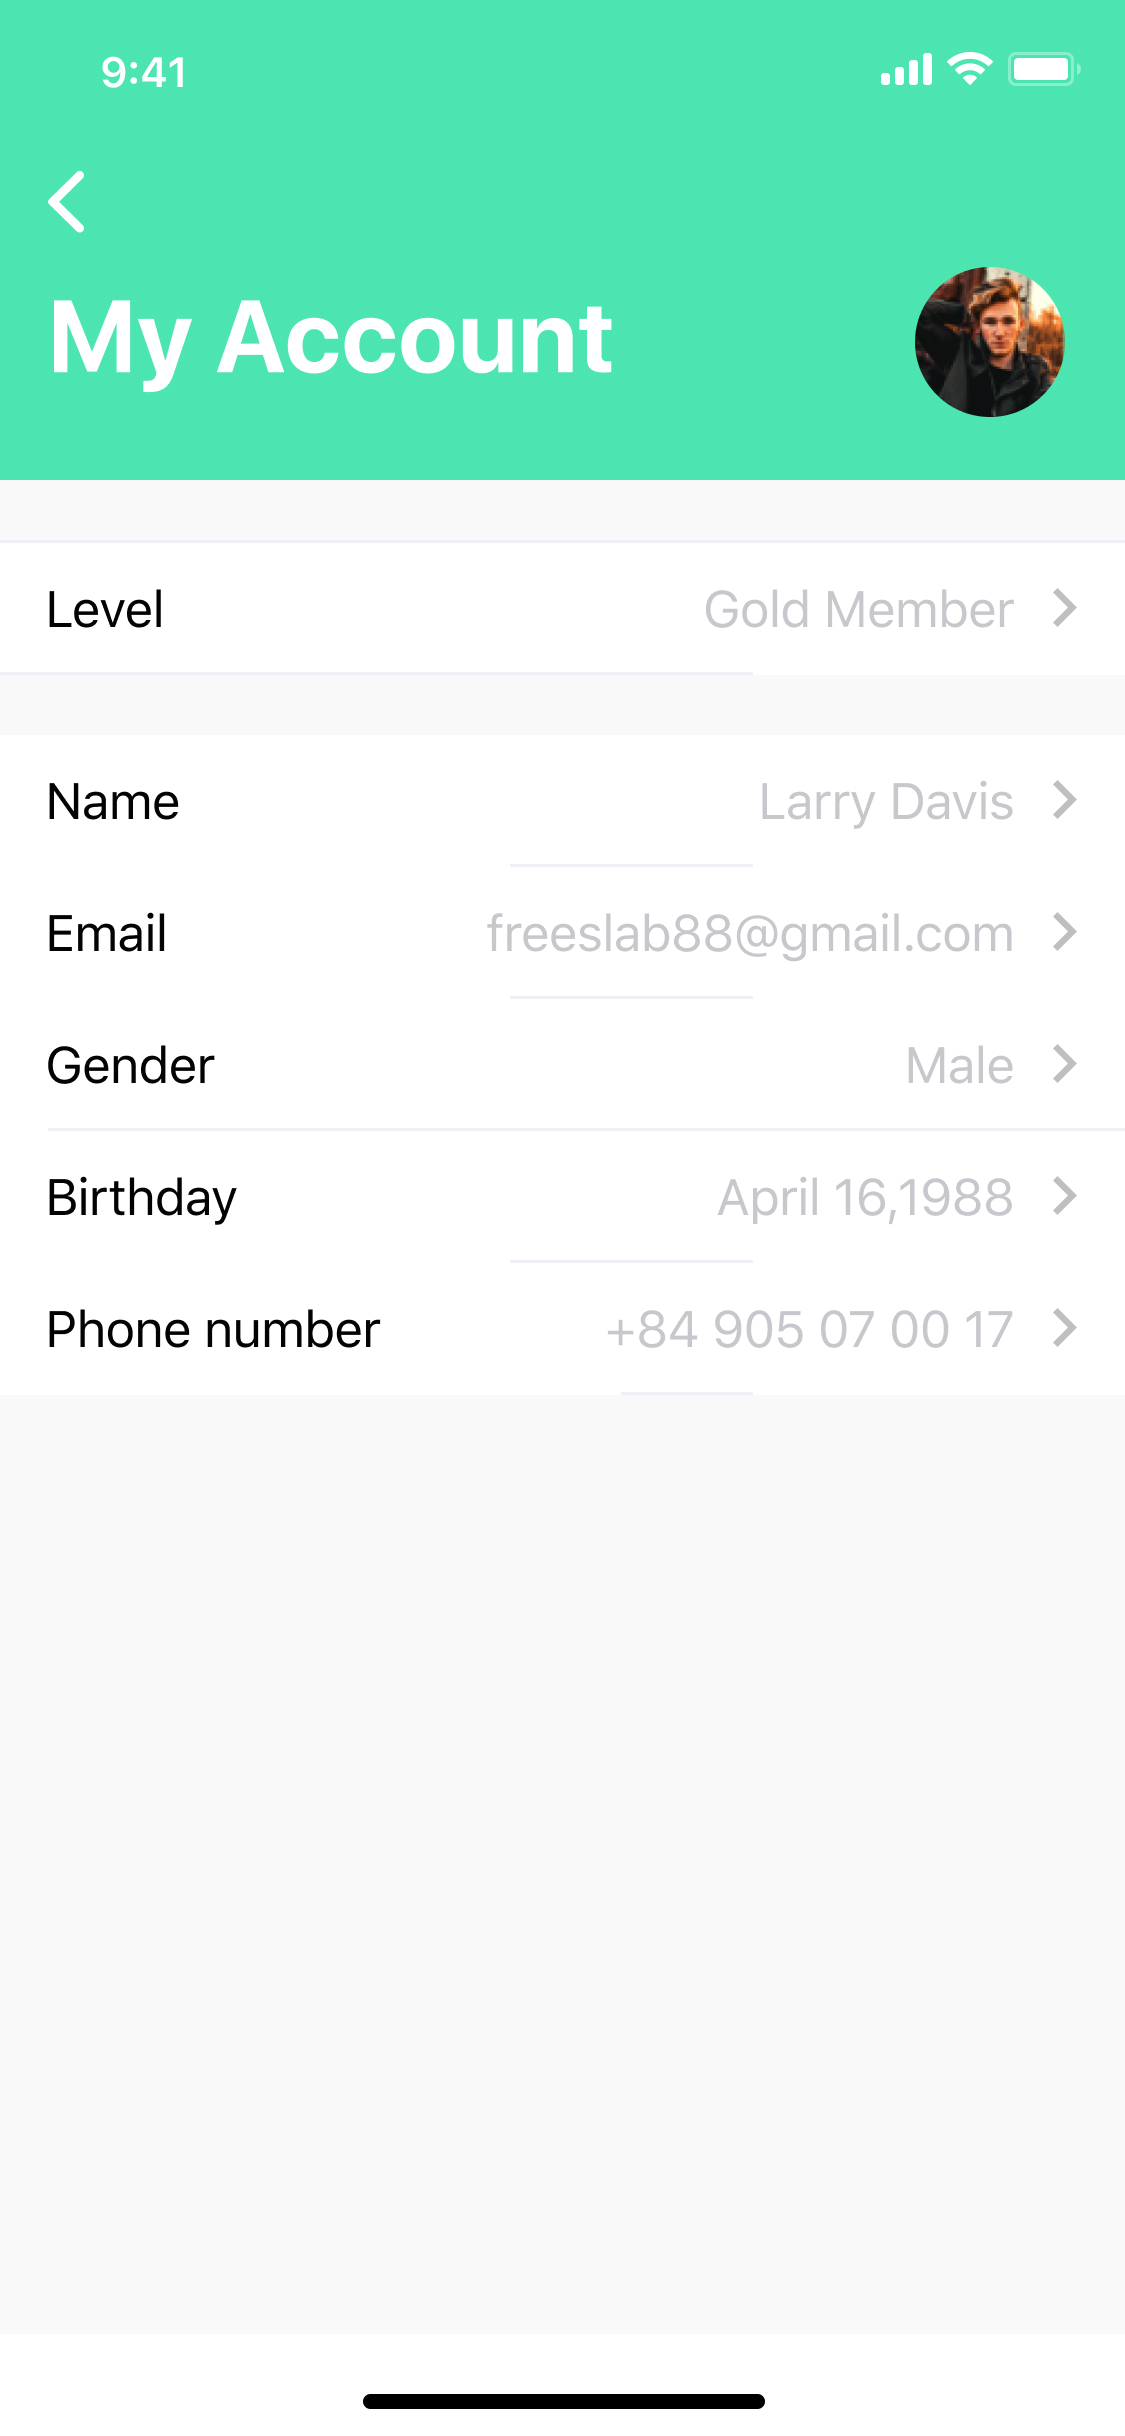 9:41
My Account
Level Gold Member
Name Larry Davis
Email freeslab88@gmail.com
Gender Male
Birthday April 16,1988
Phone number +84 905 07 00 17